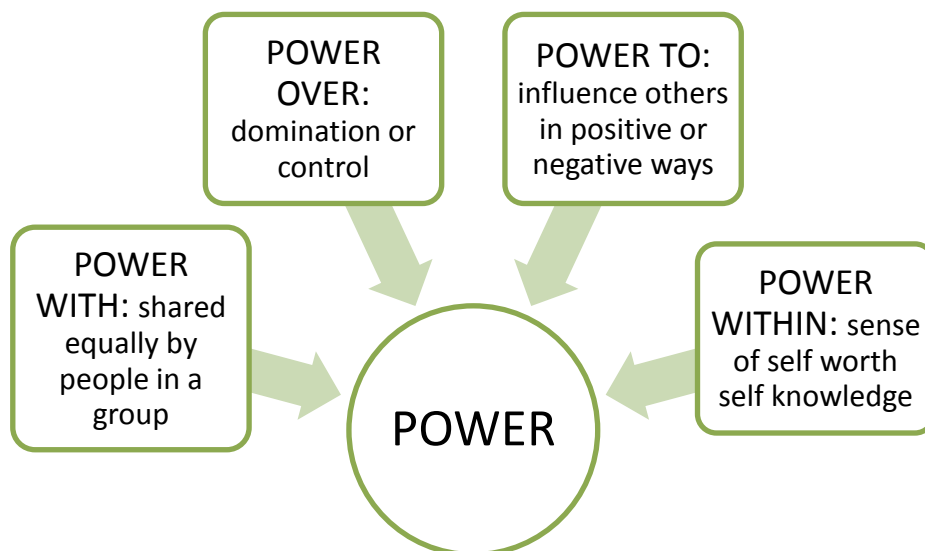 POWER
OVER:
domination or
control
POWER TO:
influence others
in positive or
negative ways
POWER
WITH: shared
equally by
people in a
group
POWER
WITHIN: sense
of self worth
self knowledge
POWER